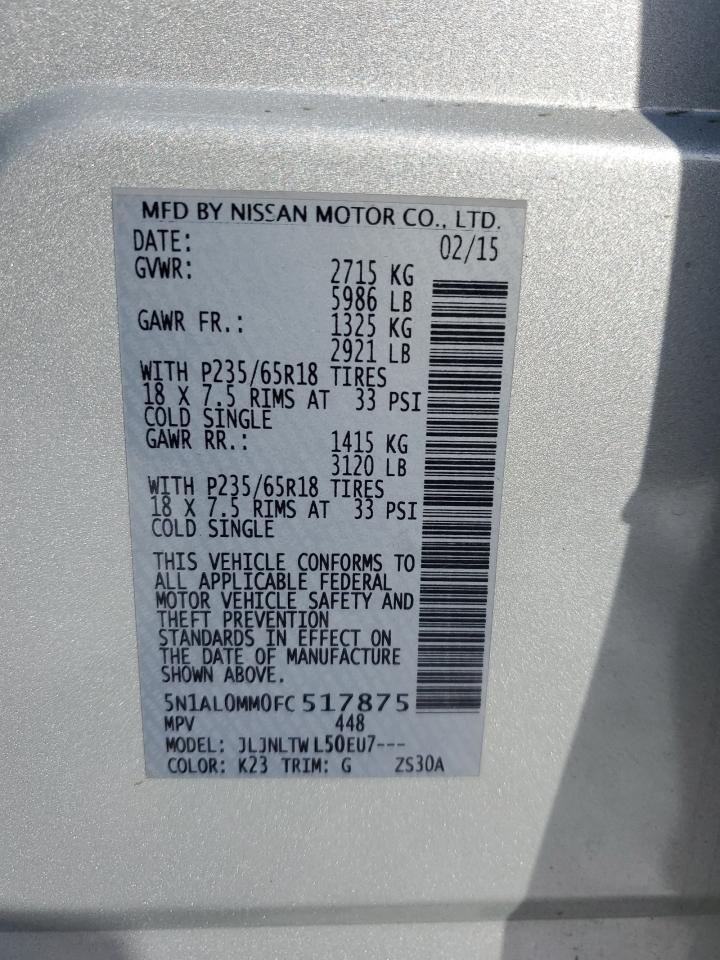 MFD BY NISSAN MOTOR CO., LTD.
DATE: 02/15
GVWR: 2715 KG
5986 LB
GAWR FR.: 1325 KG
2921 LB
WITH P235/65R18 TIRES
18 X 7.5 RIMS AT 33 PSI
COLD SINGLE
GAWR RR.: 1415 KG
3120 LB
WITH P235/65R18 TIRES
18 X 7.5 RIMS AT 33 PSI
COLD SINGLE
THIS VEHICLE CONFORMS TO
ALL APPLICABLE FEDERAL
MOTOR VEHICLE SAFETY AND
THEFT PREVENTION
STANDARDS IN EFFECT ON
THE DATE OF MANUFACTURE
SHOWN ABOVE.
5N1AL0MM0FC517875
MPV 448
MODEL: JLJNLTWL50EU7---
COLOR: K23 TRIM: G ZS30A